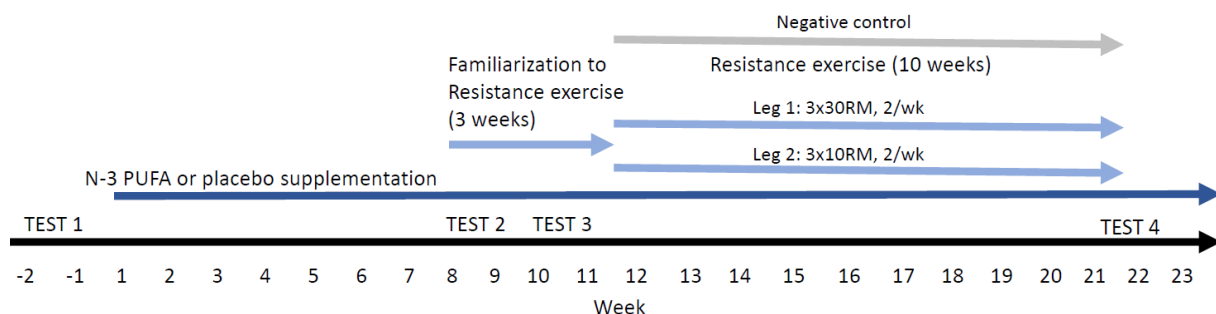 Negative control
Familiarization to
Resistance exercise
(3 weeks)
Resistance exercise (10 weeks)
Leg 1: 3x30RM, 2/wk
Leg 2: 3x10RM, 2/wk
N-3 PUFA or placebo supplementation
TEST 1 TEST 2 TEST 3 TEST 4
-2 -1 1 2 3 4 5 6 7 8 9 10 11 12 13 14 15 16 17 18 19 20 21 22 23
Week